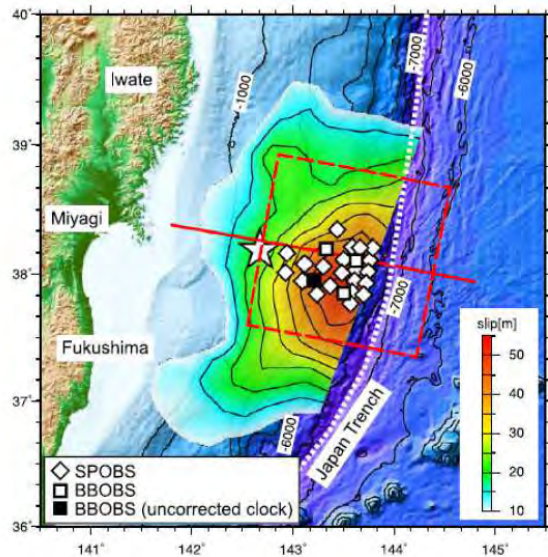 40°
39°
38°
37°
36°
141°
142°
143°
144°
145°
Iwate
Miyagi
Fukushima
-1000
-7000
-6000
-7000
-6000
Japan Trench
slip[m]
50
40
30
20
10
SPOBS
BBOBS
BBOBS (uncorrected clock)